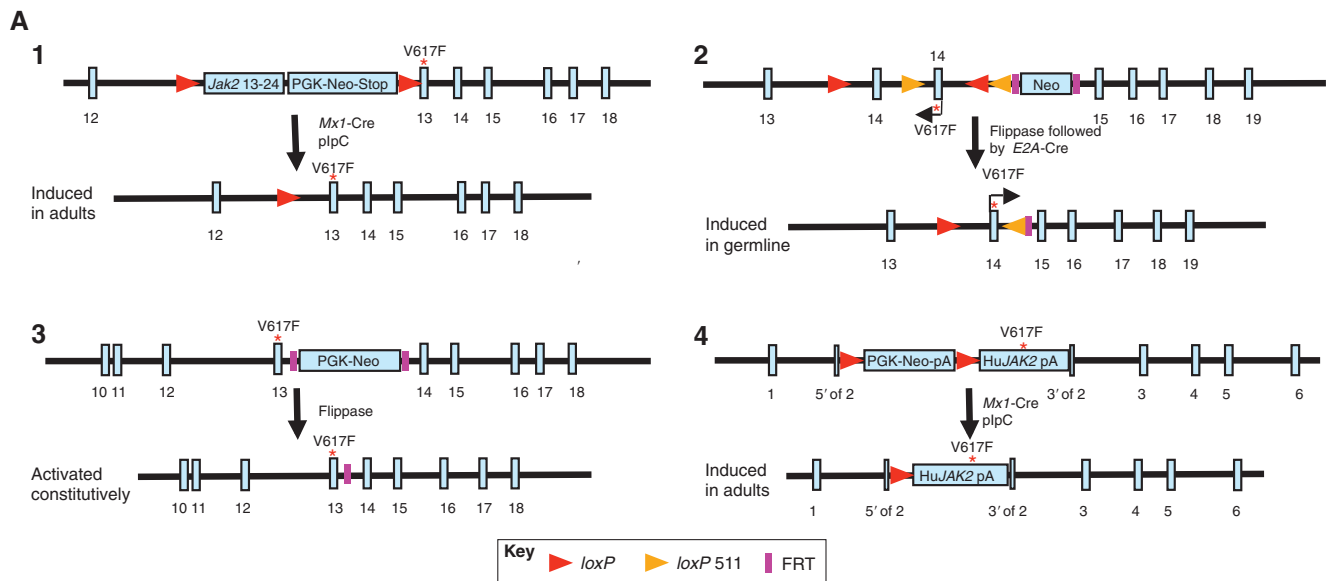 A
1
V617F
Jak2 13-24 PGK-Neo-Stop
12 13 14 15 16 17 18
Mx1-Cre
pIpC
V617F
Induced
in adults
12 13 14 15 16 17 18
,
2
14
Neo
13 14 15 16 17 18 19
V617F
Flippase followed
by E2A-Cre
V617F
Induced
in germline
13 14 15 16 17 18 19
3
V617F
PGK-Neo
10 11 12 13 14 15 16 17 18
Flippase
V617F
Activated
constitutively
10 11 12 13 14 15 16 17 18
4
V617F
PGK-Neo-pA HuJAK2 pA
1 5′ of 2 3′ of 2 3 4 5 6
Mx1-Cre
pIpC
V617F
HuJAK2 pA
Induced
in adults
1 5′ of 2 3′ of 2 3 4 5 6
Key loxP loxP 511 FRT